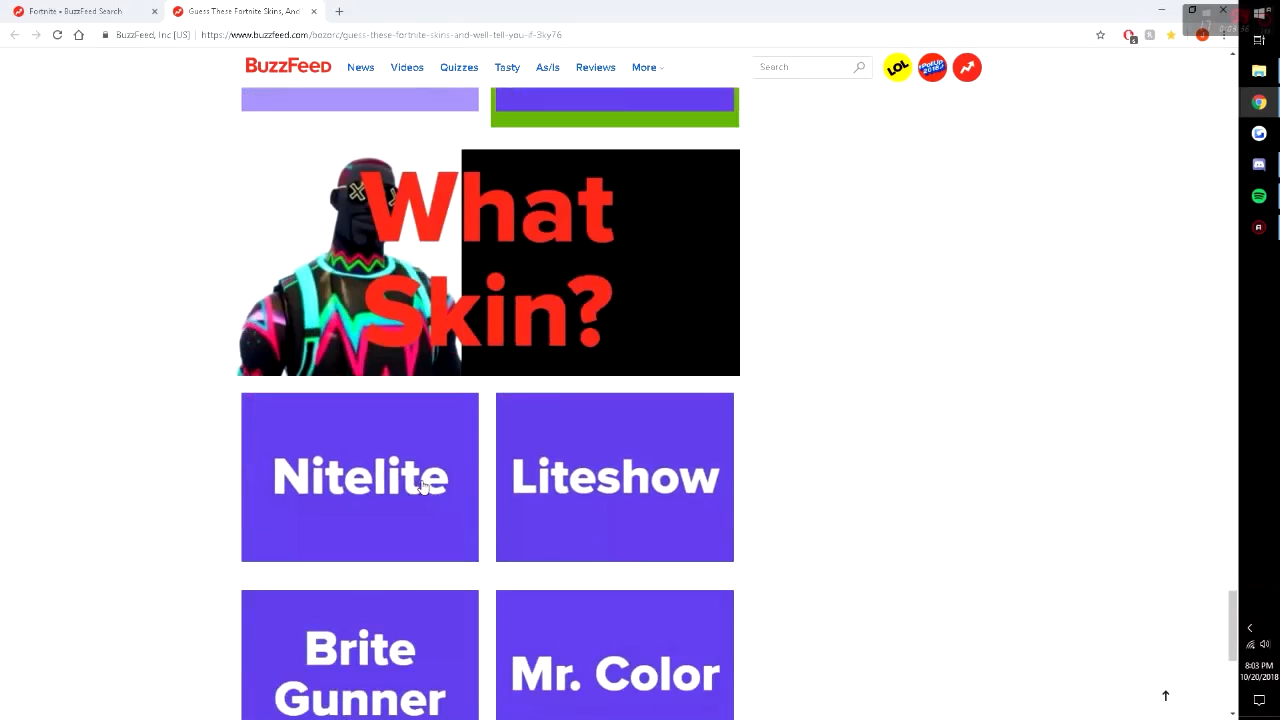 Fortnite - BuzzFeed Search
Guess These Fortnite Skins, And
BuzzFeed, Inc [US]
https://www.buzzfeed.com/bozorc/guess-these-fortnite-skins-and-well-tell-you-if-3ky76
BuzzFeed
News
Videos
Quizzes
Tasty
As/Is
Reviews
More
Search
LOL
What
Skin?
Nitelite
Liteshow
Brite
Gunner
Mr. Color
8:03 PM
10/20/2018